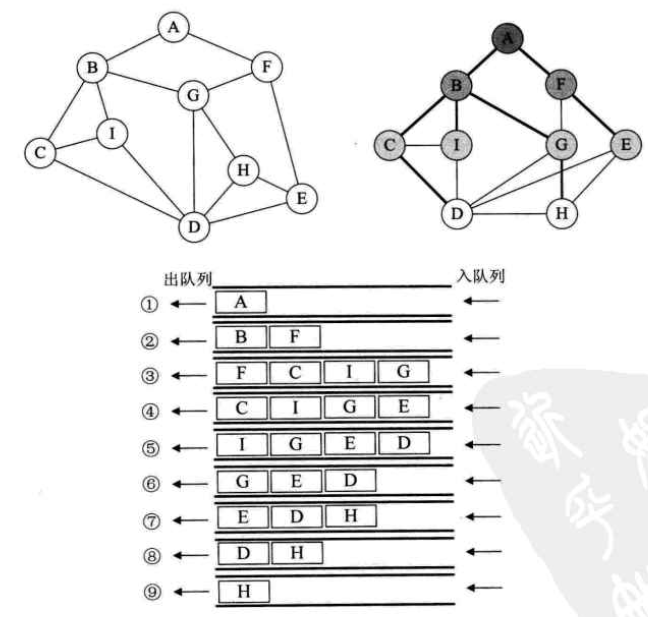 A
B
F
G
I
C
H
E
D
A
B
F
C
I
G
E
D
H
出队列 入队列
① A
② B F
③ F C I G
④ C I G E
⑤ I G E D
⑥ G E D
⑦ E D H
⑧ D H
⑨ H